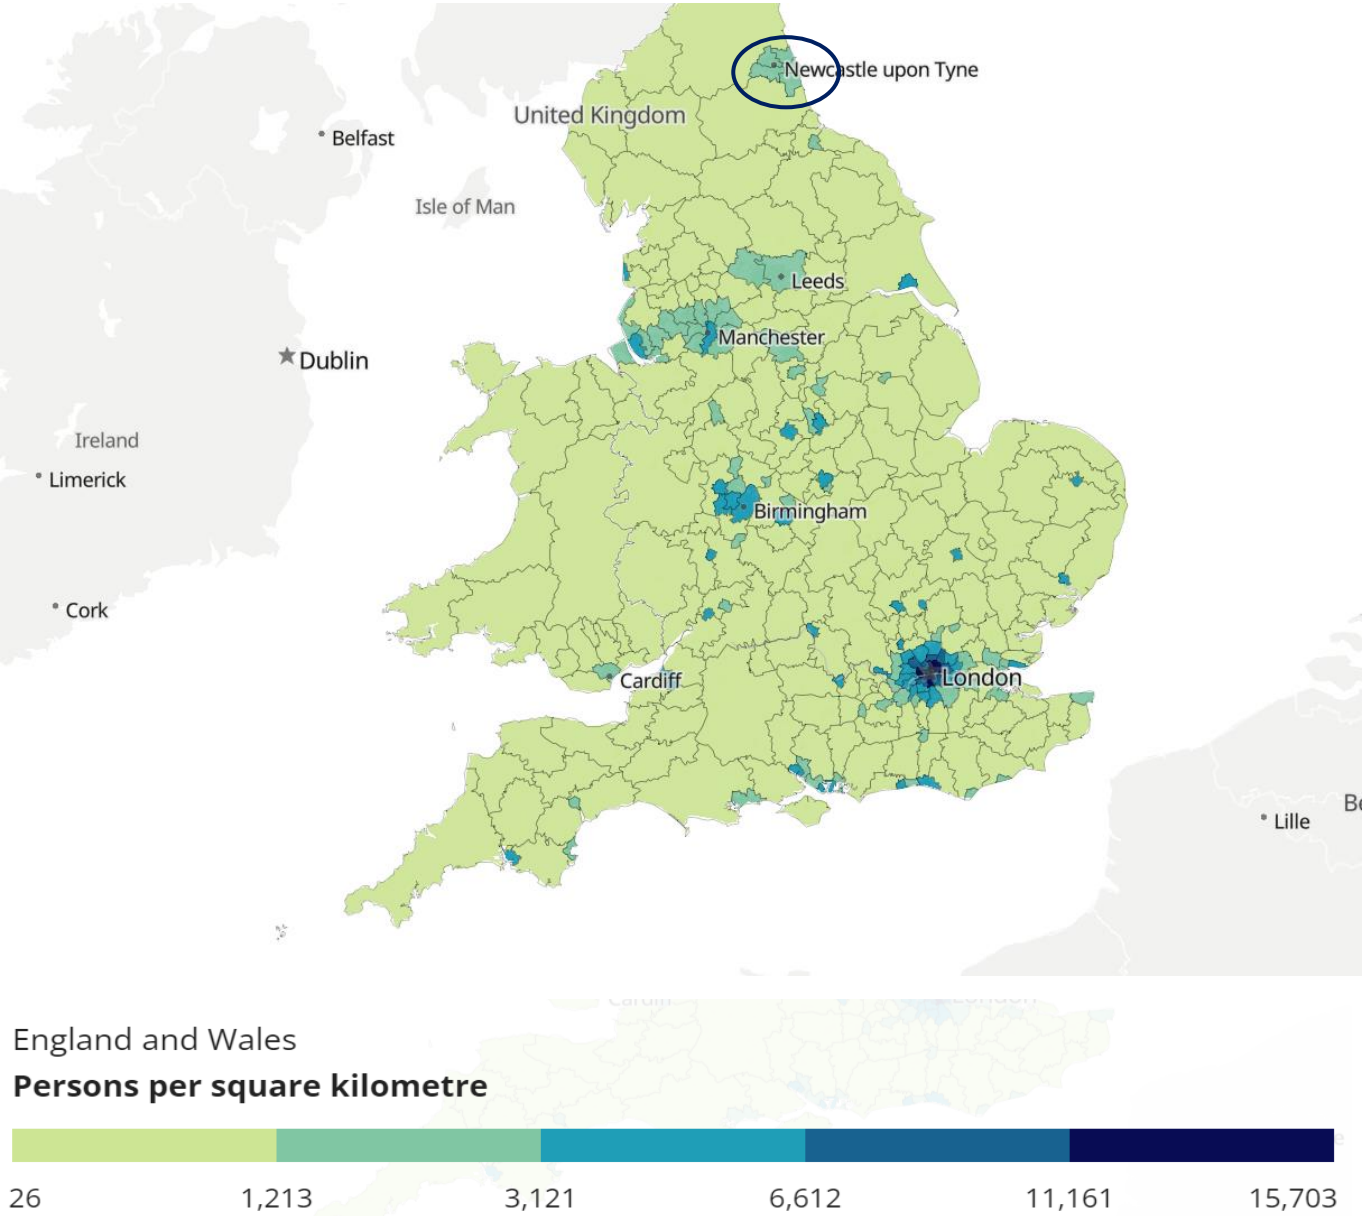 Newcastle upon Tyne
United Kingdom
Belfast
Isle of Man
Leeds
Manchester
Dublin
Ireland
Limerick
Birmingham
Cork
Cardiff
London
Lille
England and Wales
Persons per square kilometre
26 1,213 3,121 6,612 11,161 15,703